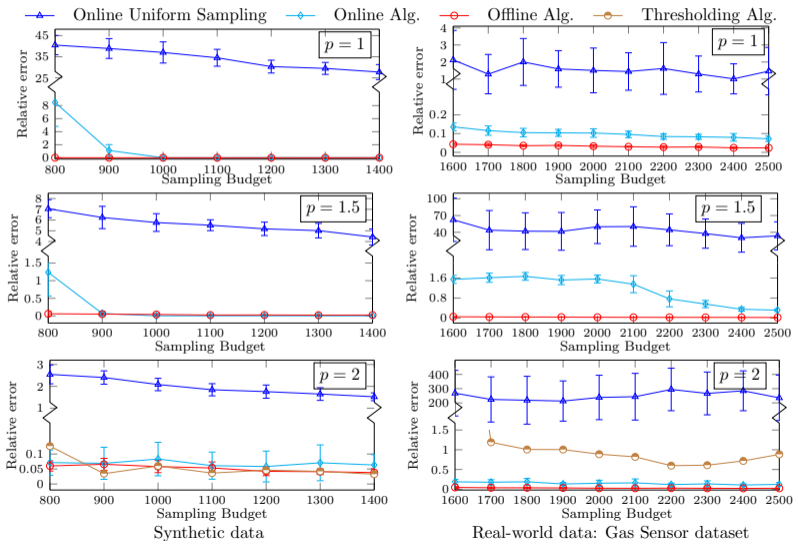 Online Uniform Sampling Online Alg. Offline Alg. Thresholding Alg.
45
35
25
8
6
4
2
0
Relative error
p = 1
800 900 1000 1100 1200 1300 1400
Sampling Budget
4
3
2
1
0.2
0.1
0
Relative error
p = 1
1600 1700 1800 1900 2000 2100 2200 2300 2400 2500
Sampling Budget
8
7
6
5
4
1.5
1
0.5
0
Relative error
p = 1.5
800 900 1000 1100 1200 1300 1400
Sampling Budget
100
70
40
1.6
0.8
0
Relative error
p = 1.5
1600 1700 1800 1900 2000 2100 2200 2300 2400 2500
Sampling Budget
3
2
1
0.1
0.05
0
Relative error
p = 2
800 900 1000 1100 1200 1300 1400
Sampling Budget
Synthetic data
400
300
200
1.5
1
0.5
0
Relative error
p = 2
1600 1700 1800 1900 2000 2100 2200 2300 2400 2500
Sampling Budget
Real-world data: Gas Sensor dataset